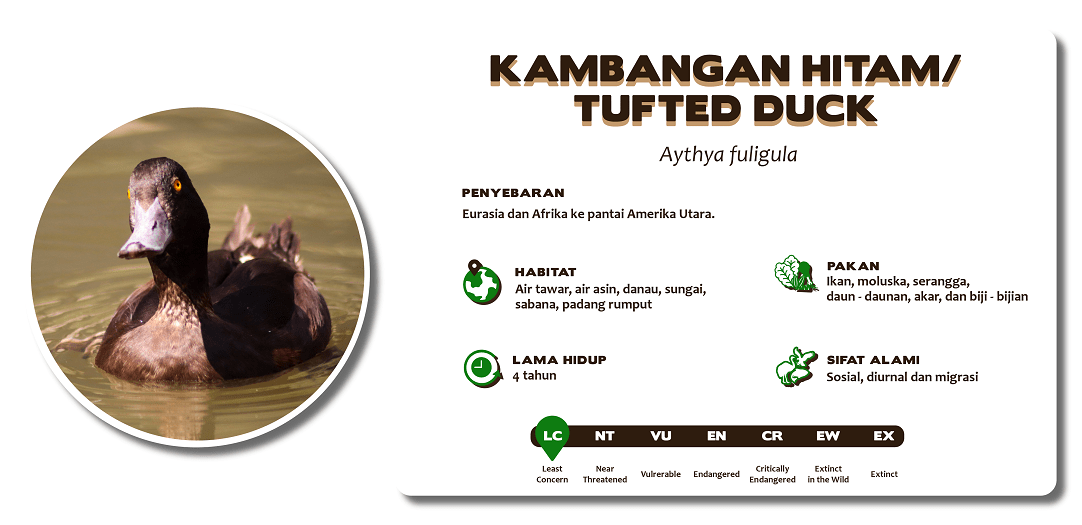 KAMBANGAN HITAM/
TUFTED DUCK
Aythya fuligula
PENYEBARAN
Eurasia dan Afrika ke pantai Amerika Utara.
HABITAT
Air tawar, air asin, danau, sungai,
sabana, padang rumput
PAKAN
Ikan, moluska, serangga,
daun - daunan, akar, dan biji - bijian
LAMA HIDUP
4 tahun
SIFAT ALAMI
Sosial, diurnal dan migrasi
LC NT VU EN CR EW EX
Least Concern
Near Threatened
Vulrerable
Endangered
Critically Endangered
Extinct in the Wild
Extinct